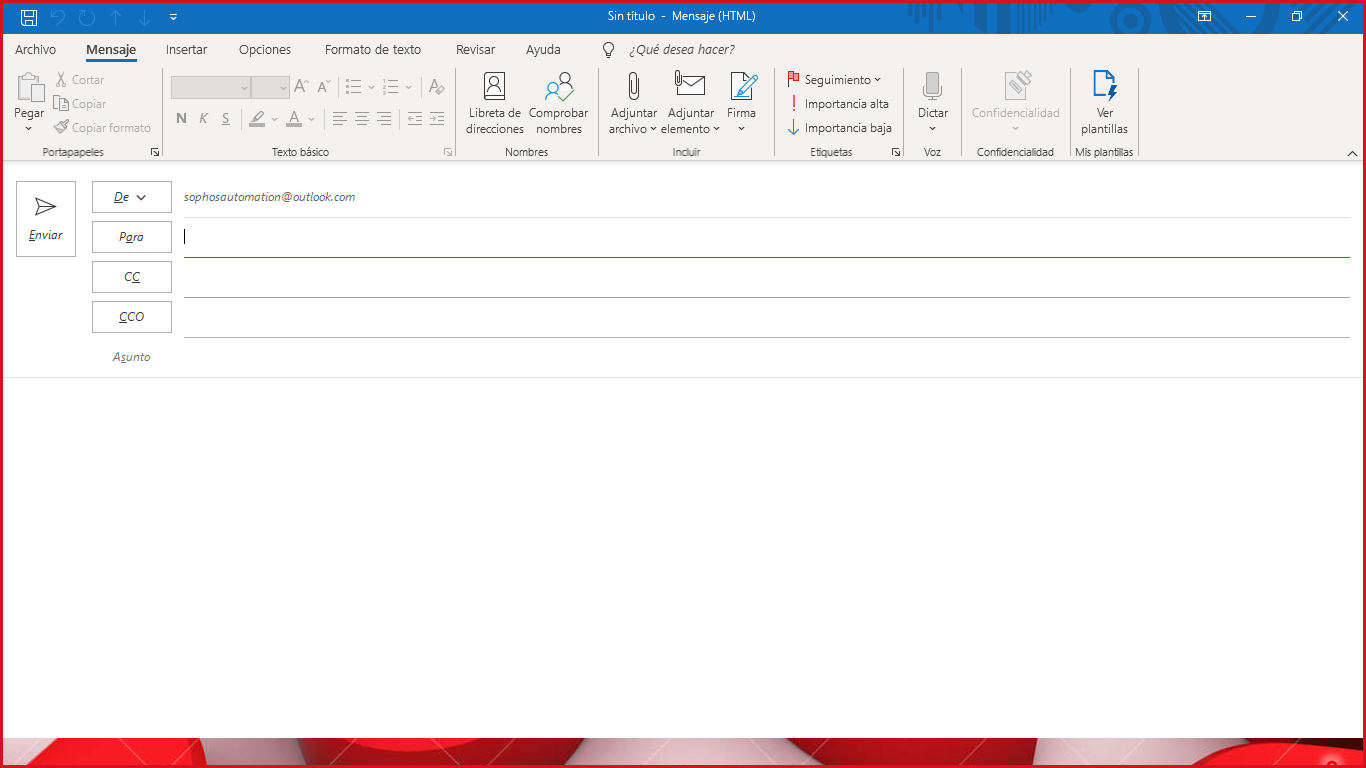 Sin título - Mensaje (HTML)
Archivo Mensaje Insertar Opciones Formato de texto Revisar Ayuda ¿Qué desea hacer?
Pegar
Cortar
Copiar
Copiar formato
Portapapeles
N K S
Texto básico
Libreta de direcciones
Comprobar nombres
Nombres
Adjuntar archivo
Adjuntar elemento
Firma
Incluir
Seguimiento
Importancia alta
Importancia baja
Etiquetas
Dictar
Voz
Confidencialidad
Confidencialidad
Ver plantillas
Mis plantillas
Enviar
De sophosautomation@outlook.com
Para
CC
CCO
Asunto